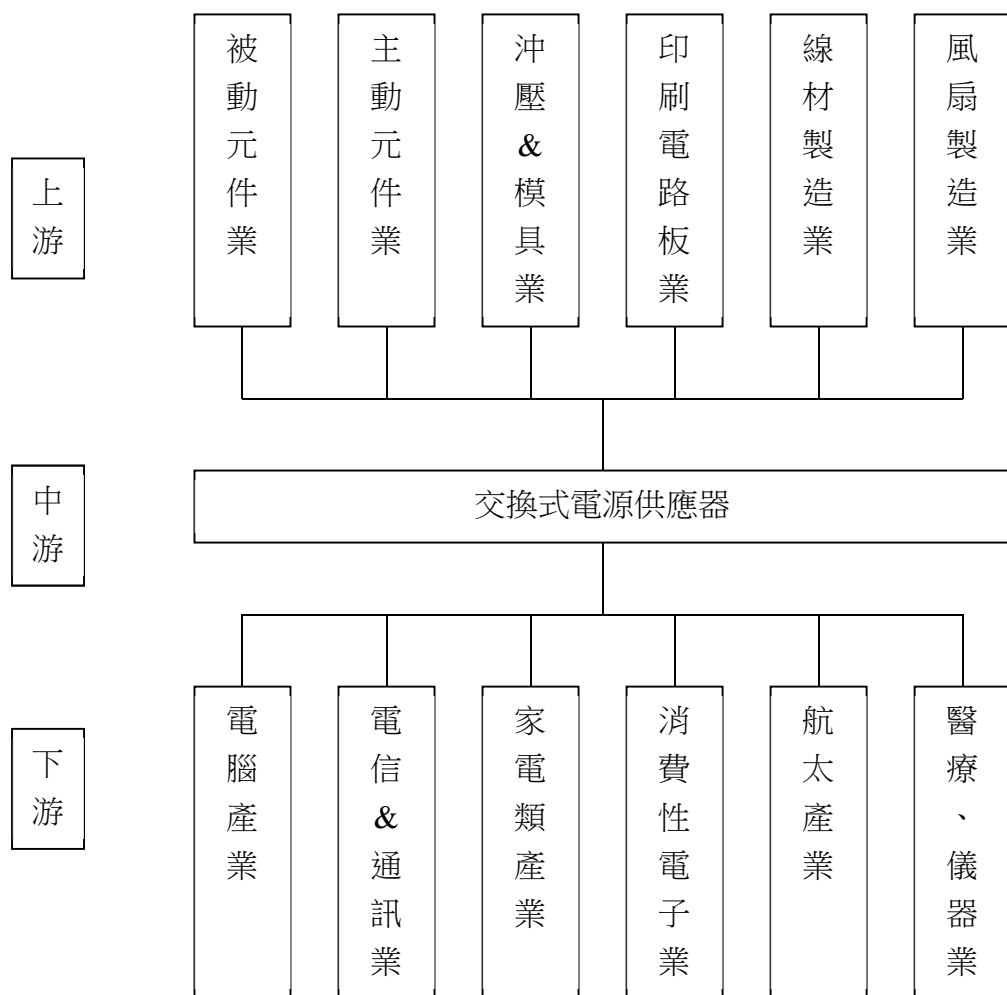 上游
被動元件業
主動元件業
沖壓&模具業
印刷電路板業
線材製造業
風扇製造業
中游
交換式電源供應器
下游
電腦產業
電信&通訊業
家電類產業
消費性電子業
航太產業
醫療、儀器業